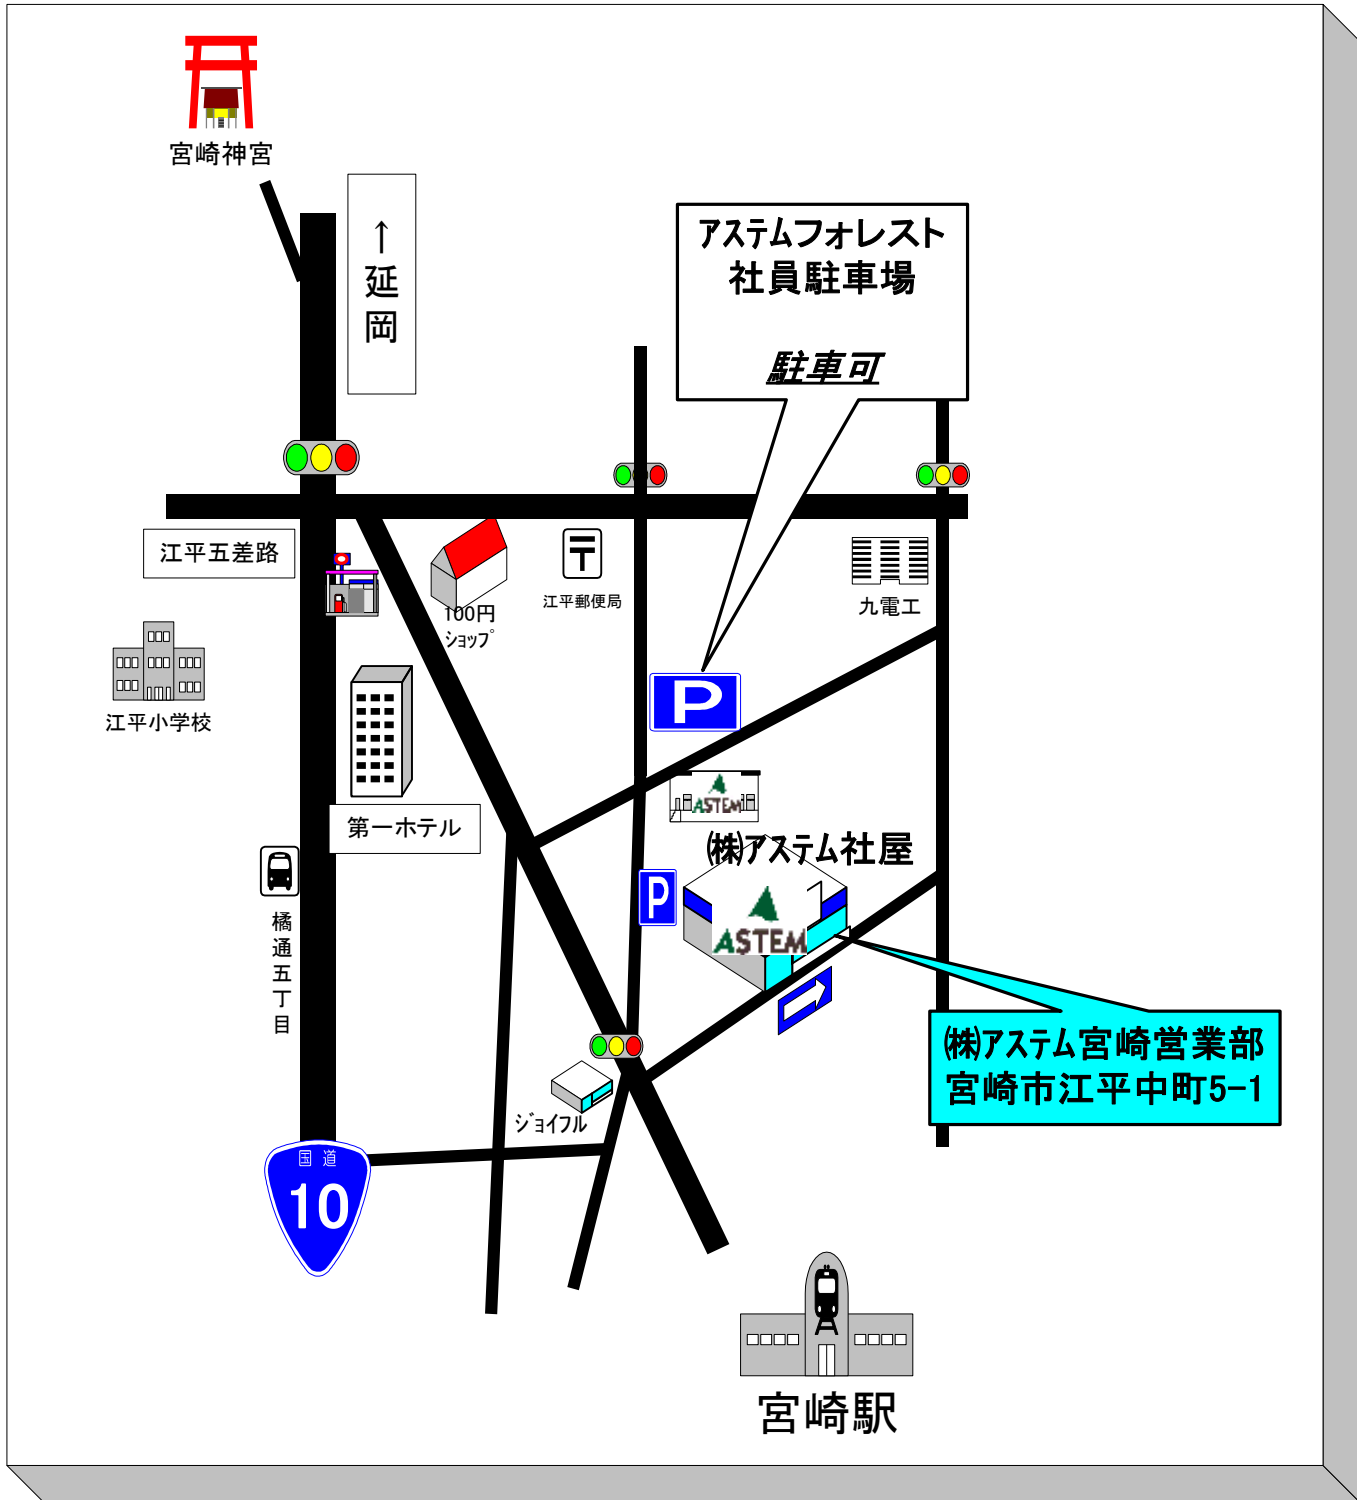 宮崎神宮
↑延岡
アステムフォレスト
社員駐車場
駐車可
江平五差路
100円
ショップ
〒
江平郵便局
九電工
江平小学校
P
第一ホテル
ASTEM
㈱アステム社屋
P
ASTEM
橘通五丁目
㈱アステム宮崎営業部
宮崎市江平中町5-1
ジョイフル
国道
10
宮崎駅